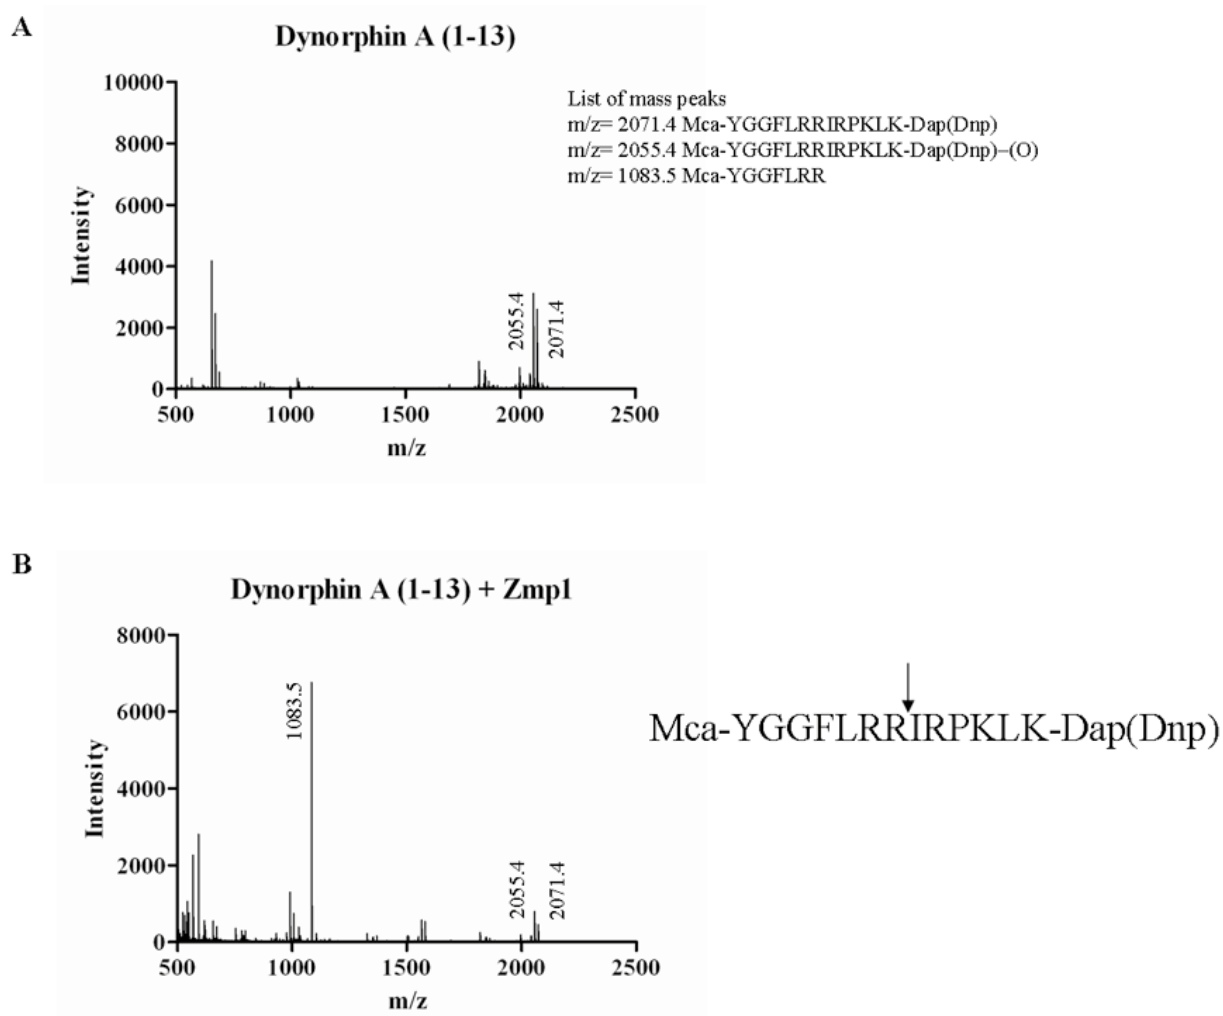 A
Dynorphin A (1-13)
10000
8000
6000
4000
2000
0
Intensity
2055.4
2071.4
500
1000
1500
2000
2500
m/z
List of mass peaks
m/z= 2071.4 Mca-YGGFLRRIRPKLK-Dap(Dnp)
m/z= 2055.4 Mca-YGGFLRRIRPKLK-Dap(Dnp)–(O)
m/z= 1083.5 Mca-YGGFLRR
B
Dynorphin A (1-13) + Zmp1
8000
6000
4000
2000
0
Intensity
1083.5
2055.4
2071.4
500
1000
1500
2000
2500
m/z
Mca-YGGFLRRIRPKLK-Dap(Dnp)